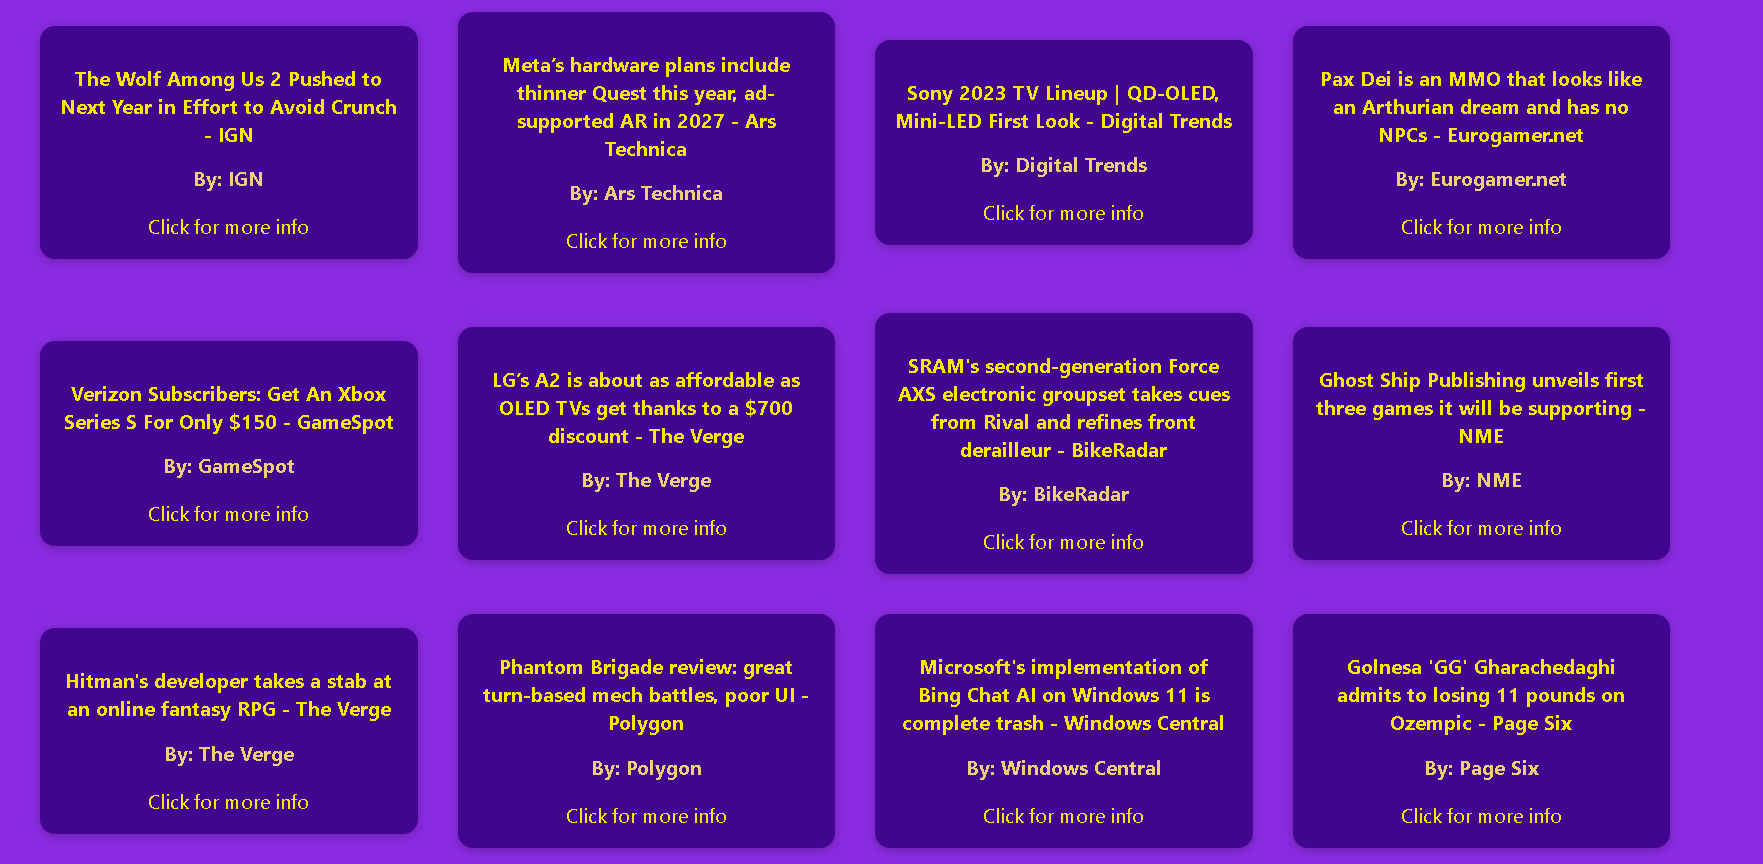 The Wolf Among Us 2 Pushed to
Next Year in Effort to Avoid Crunch
- IGN
By: IGN
Click for more info
Meta’s hardware plans include
thinner Quest this year, ad-
supported AR in 2027 - Ars
Technica
By: Ars Technica
Click for more info
Sony 2023 TV Lineup | QD-OLED,
Mini-LED First Look - Digital Trends
By: Digital Trends
Click for more info
Pax Dei is an MMO that looks like
an Arthurian dream and has no
NPCs - Eurogamer.net
By: Eurogamer.net
Click for more info
Verizon Subscribers: Get An Xbox
Series S For Only $150 - GameSpot
By: GameSpot
Click for more info
LG’s A2 is about as affordable as
OLED TVs get thanks to a $700
discount - The Verge
By: The Verge
Click for more info
SRAM's second-generation Force
AXS electronic groupset takes cues
from Rival and refines front
derailleur - BikeRadar
By: BikeRadar
Click for more info
Ghost Ship Publishing unveils first
three games it will be supporting -
NME
By: NME
Click for more info
Hitman's developer takes a stab at
an online fantasy RPG - The Verge
By: The Verge
Click for more info
Phantom Brigade review: great
turn-based mech battles, poor UI -
Polygon
By: Polygon
Click for more info
Microsoft's implementation of
Bing Chat AI on Windows 11 is
complete trash - Windows Central
By: Windows Central
Click for more info
Golnesa 'GG' Gharachedaghi
admits to losing 11 pounds on
Ozempic - Page Six
By: Page Six
Click for more info